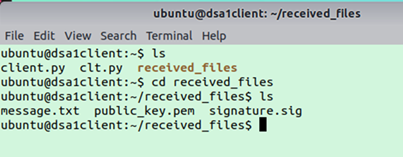 ubuntu@dsa1client: ~/received_files
File Edit View Search Terminal Help
ubuntu@dsa1client:~$ ls
client.py clt.py received_files
ubuntu@dsa1client:~$ cd received_files
ubuntu@dsa1client:~/received_files$ ls
message.txt public_key.pem signature.sig
ubuntu@dsa1client:~/received_files$